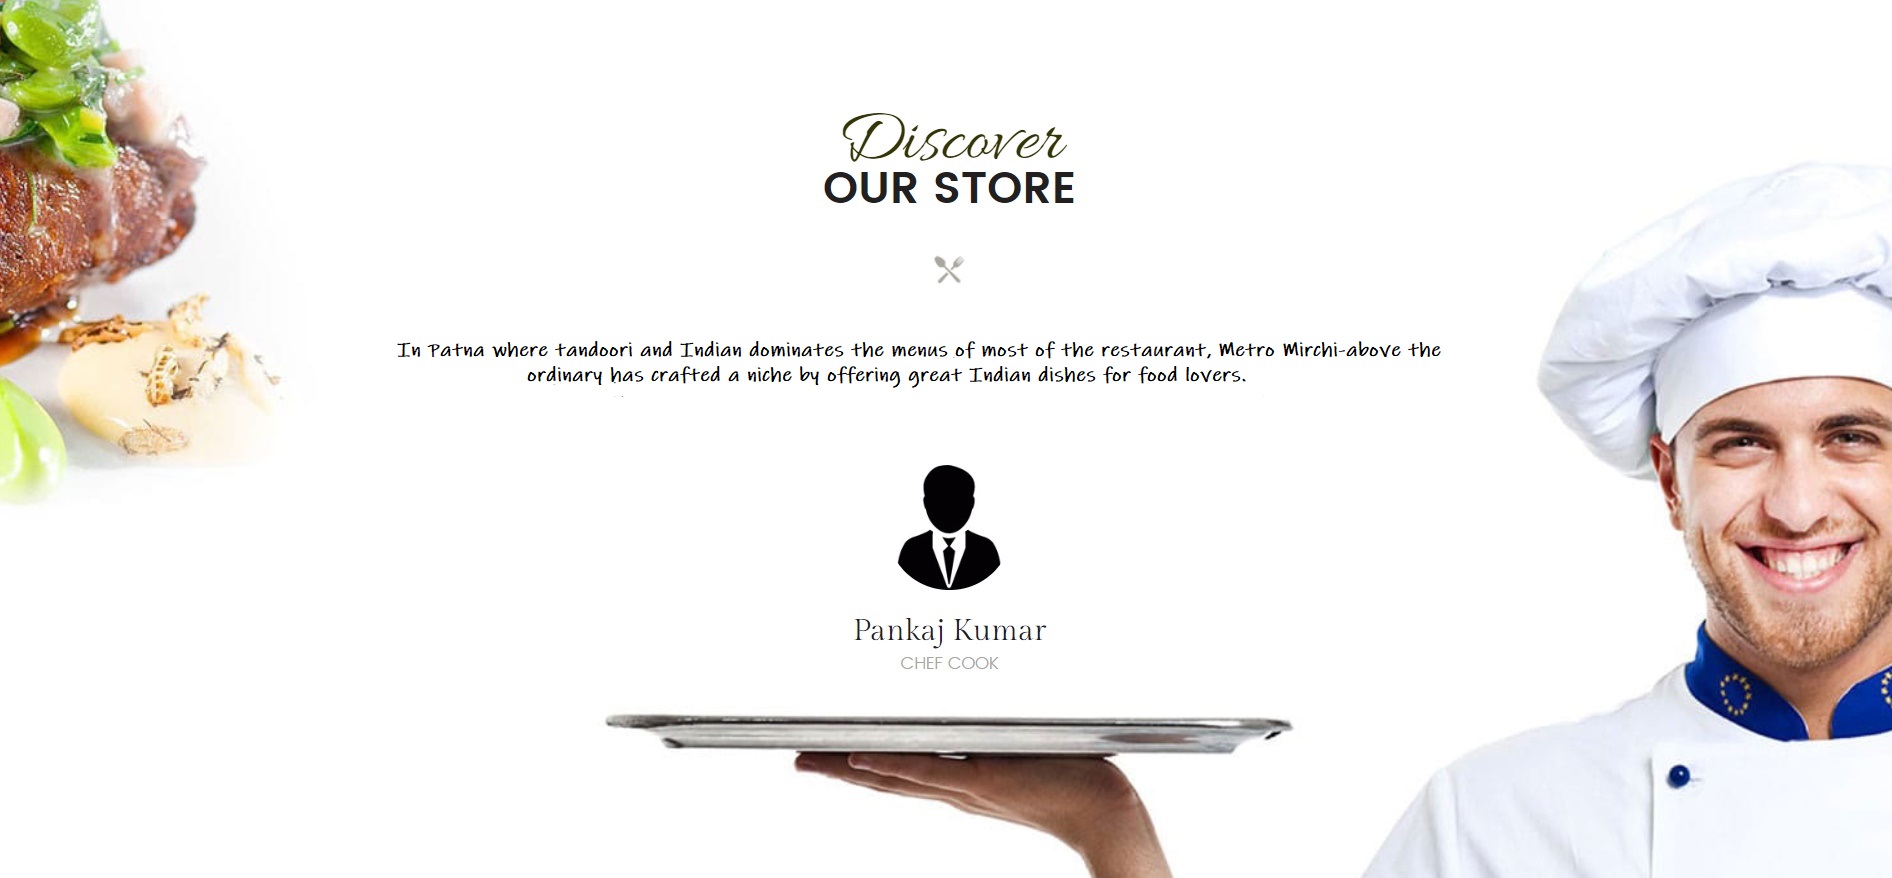 Discover
OUR STORE
In Patna where tandoori and Indian dominates the menus of most of the restaurant, Metro Mirchi-above the
ordinary has crafted a niche by offering great Indian dishes for food lovers.
Pankaj Kumar
CHEF COOK